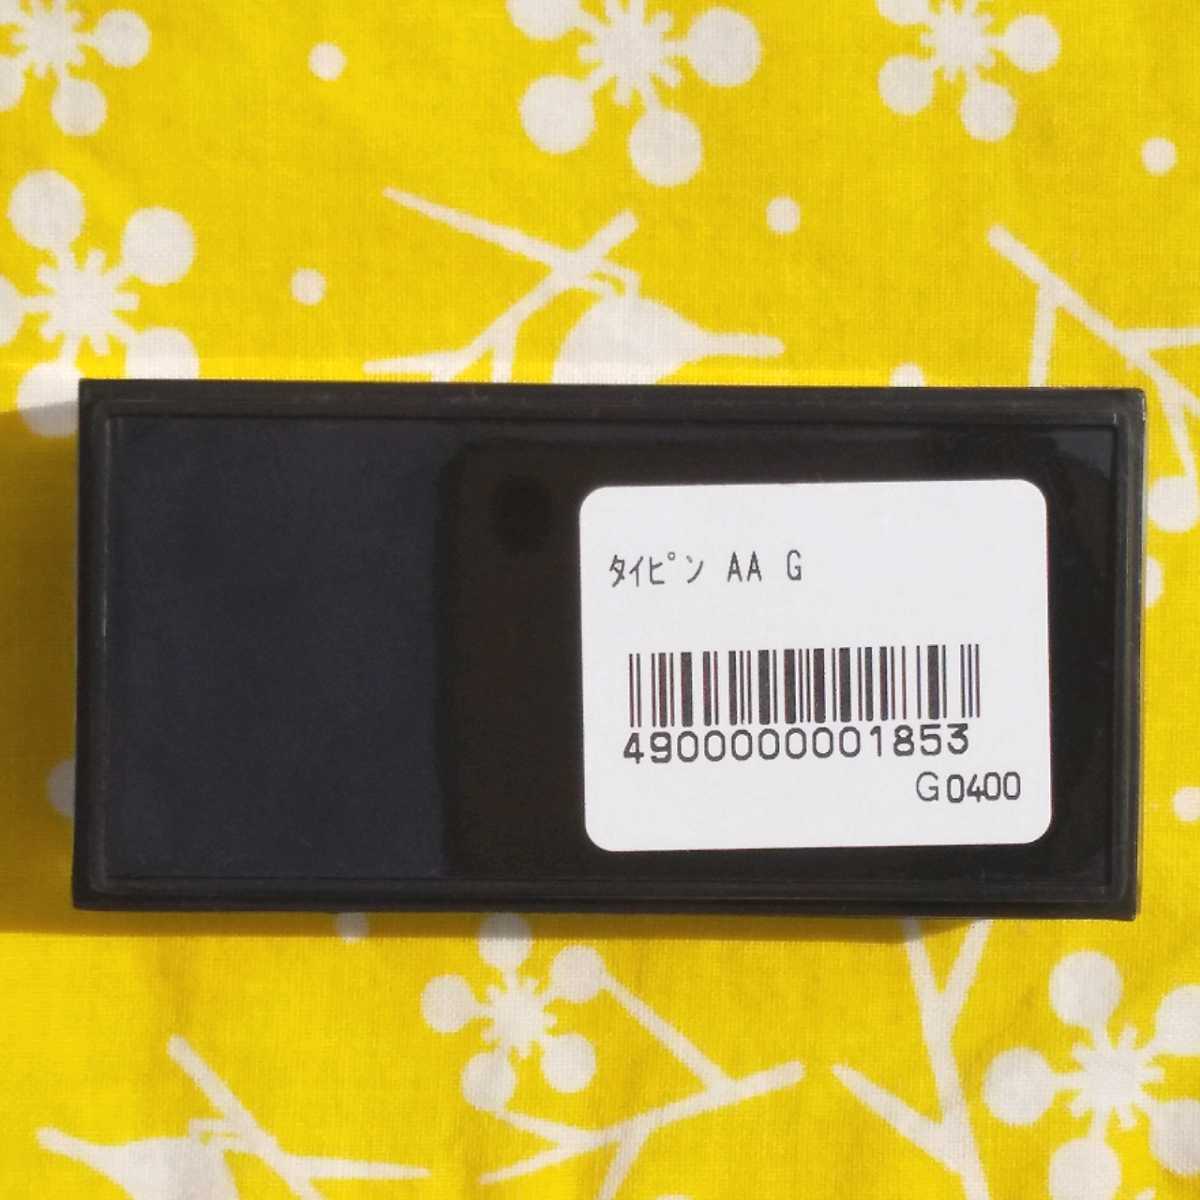 ﾀｲﾋﾟﾝ AA G
4900000001853
G0400